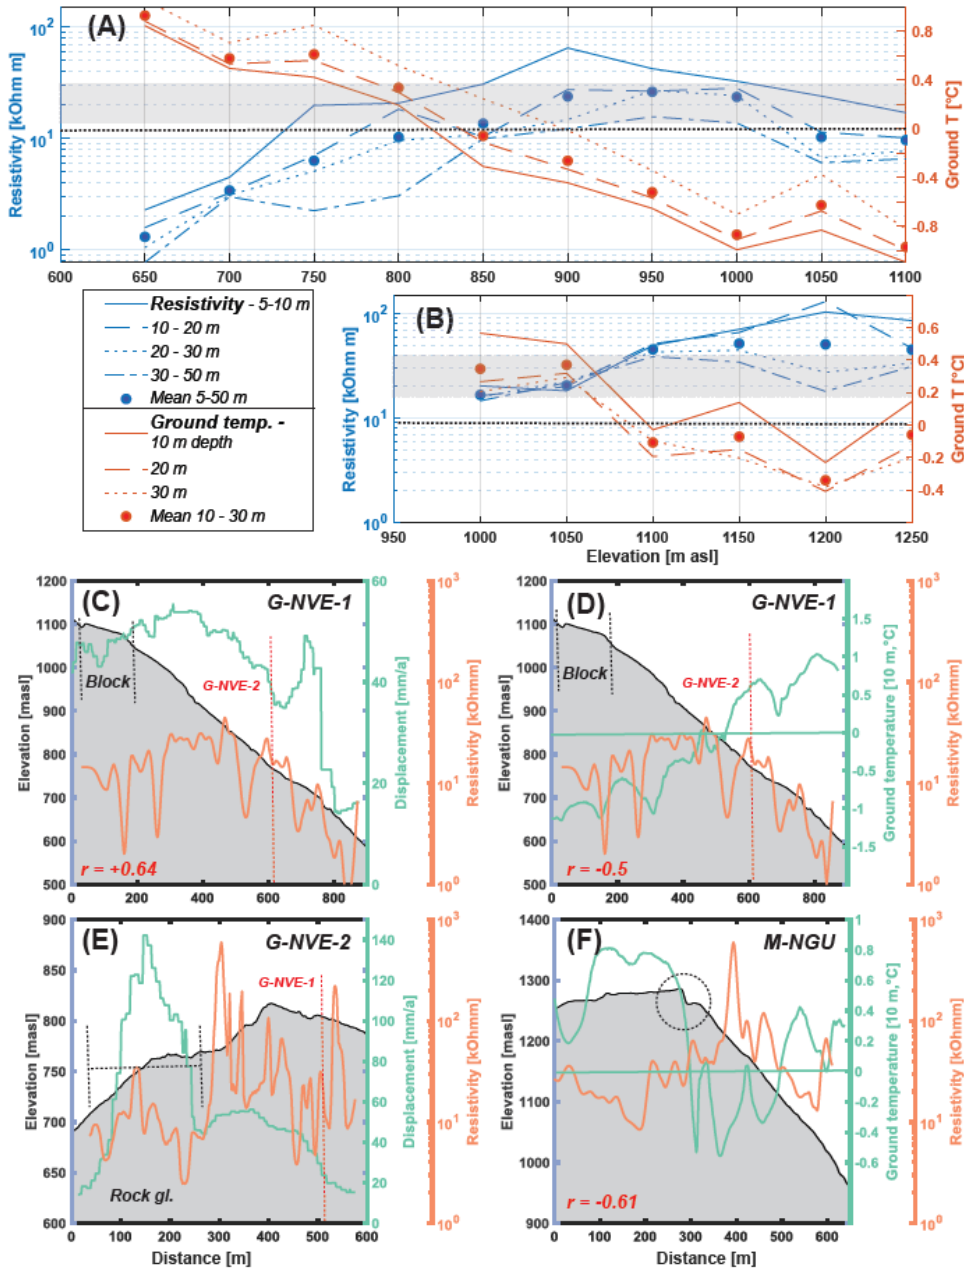 (A)
Resistivity [kOhm m]
10²
10¹
10⁰
0.8
0.4
0
-0.4
-0.8
Ground T [°C]
600 650 700 750 800 850 900 950 1000 1050 1100
Resistivity - 5-10 m
10 - 20 m
20 - 30 m
30 - 50 m
Mean 5-50 m
Ground temp. -
10 m depth
20 m
30 m
Mean 10 - 30 m
(B)
Resistivity [kOhm m]
10²
10¹
10⁰
0.6
0.4
0.2
0
-0.2
-0.4
Ground T [°C]
950 1000 1050 1100 1150 1200 1250
Elevation [m asl]
(C)
G-NVE-1
Elevation [masl]
1200
1100
1000
900
800
700
600
500
Block
G-NVE-2
r = +0.64
0 200 400 600 800
60
40
20
0
Displacement [mm/a]
10³
10²
10¹
10⁰
Resistivity [kOhmm]
(D)
G-NVE-1
Elevation [masl]
1200
1100
1000
900
800
700
600
500
Block
G-NVE-2
r = -0.5
0 200 400 600 800
1.5
1
0.5
0
-0.5
-1
-1.5
Ground temperature [10 m,°C]
10³
10²
10¹
10⁰
Resistivity [kOhmm]
(E)
G-NVE-2
Elevation [masl]
900
850
800
750
700
650
600
G-NVE-1
Rock gl.
0 100 200 300 400 500 600
Distance [m]
140
120
100
80
60
40
20
0
Displacement [mm/a]
10³
10²
10¹
10⁰
Resistivity [kOhmm]
(F)
M-NGU
Elevation [masl]
1400
1300
1200
1100
1000
900
r = -0.61
0 100 200 300 400 500 600
Distance [m]
1
0.8
0.6
0.4
0.2
0
-0.2
-0.4
-0.6
Ground temperature [10 m,°C]
10³
10²
10¹
10⁰
Resistivity [kOhmm]